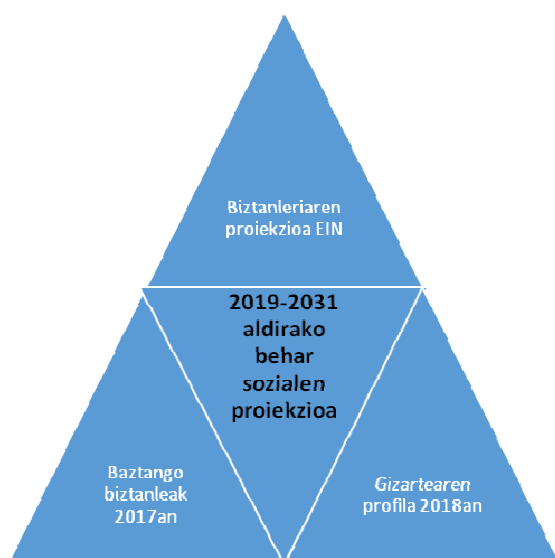 Biztanleriaren
proiekzioa EIN
2019-2031
aldirako
behar
sozialen
proiekzioa
Baztango
biztanleak
2017an
Gizartearen
profila 2018an